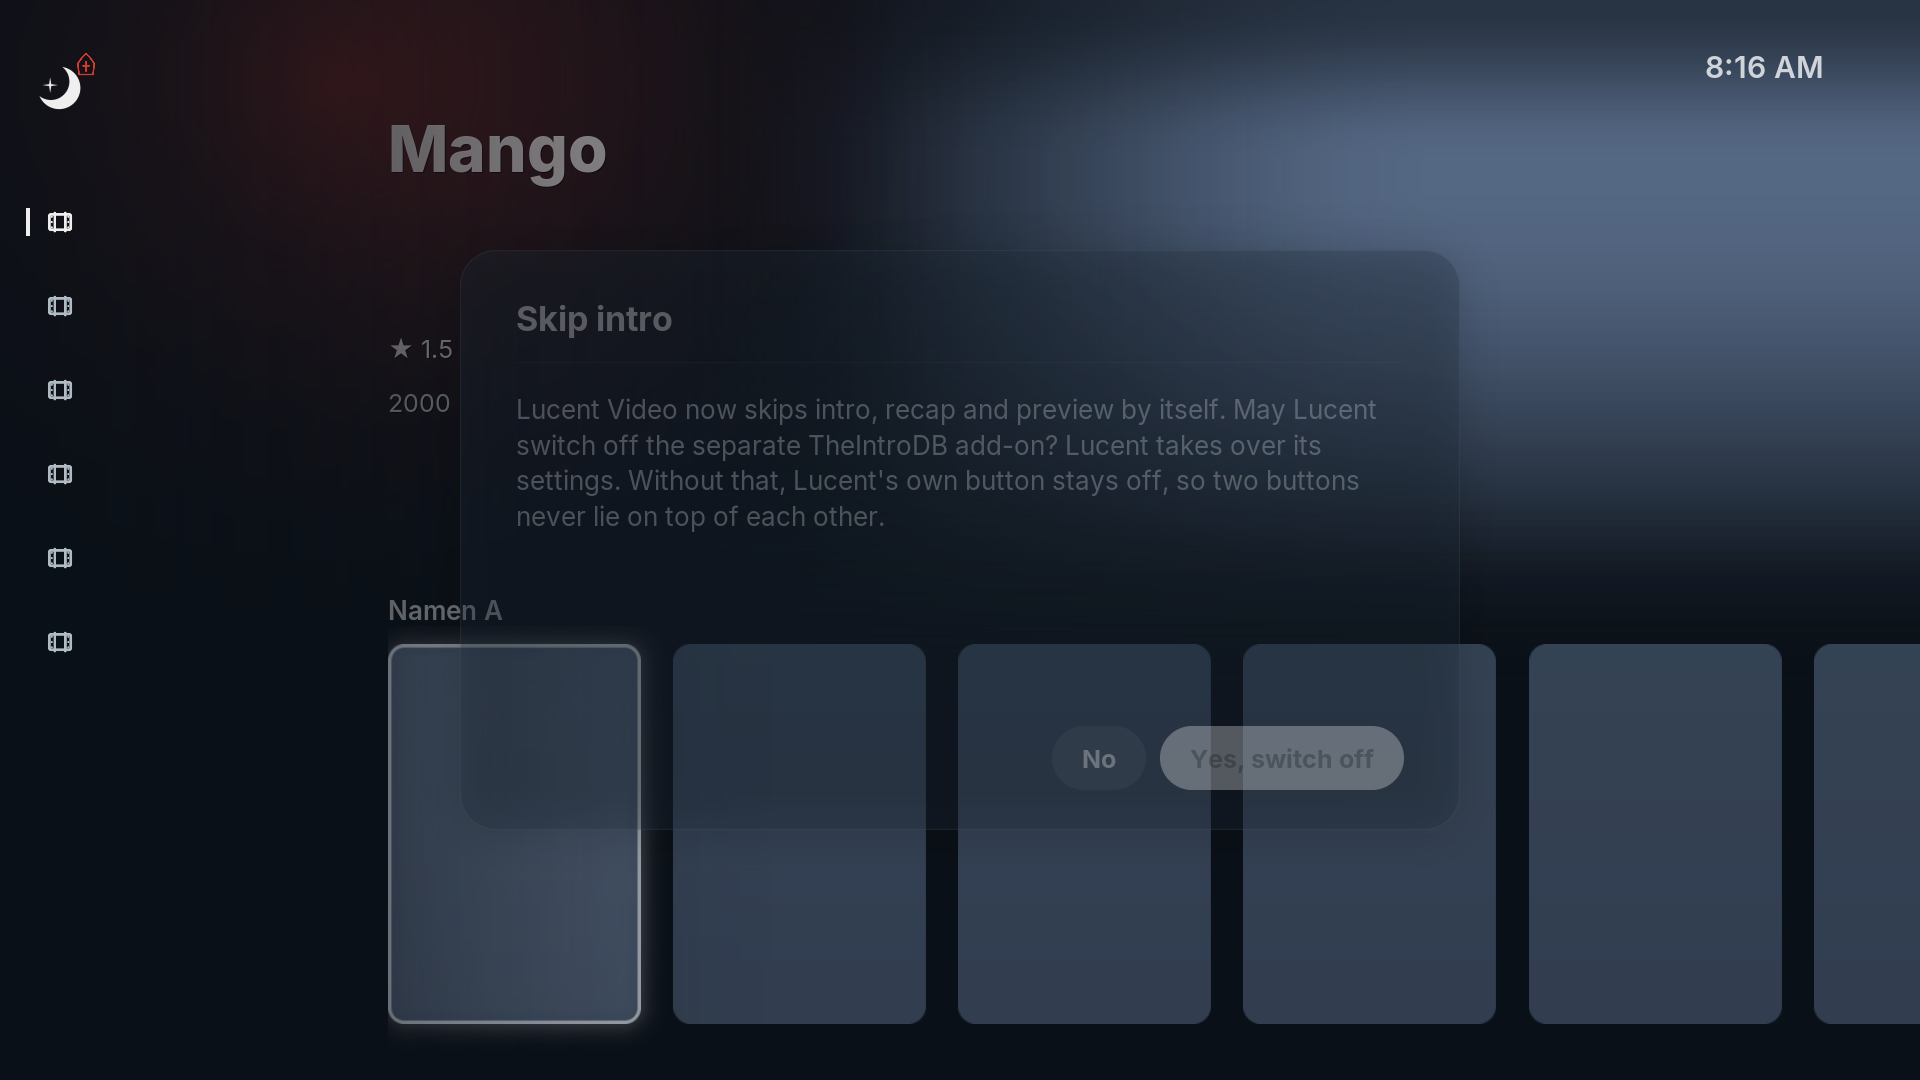 8:16 AM
Mango
Skip intro
★ 1.5
2000
Lucent Video now skips intro, recap and preview by itself. May Lucent
switch off the separate TheIntroDB add-on? Lucent takes over its
settings. Without that, Lucent's own button stays off, so two buttons
never lie on top of each other.
Namen A
No
Yes, switch off